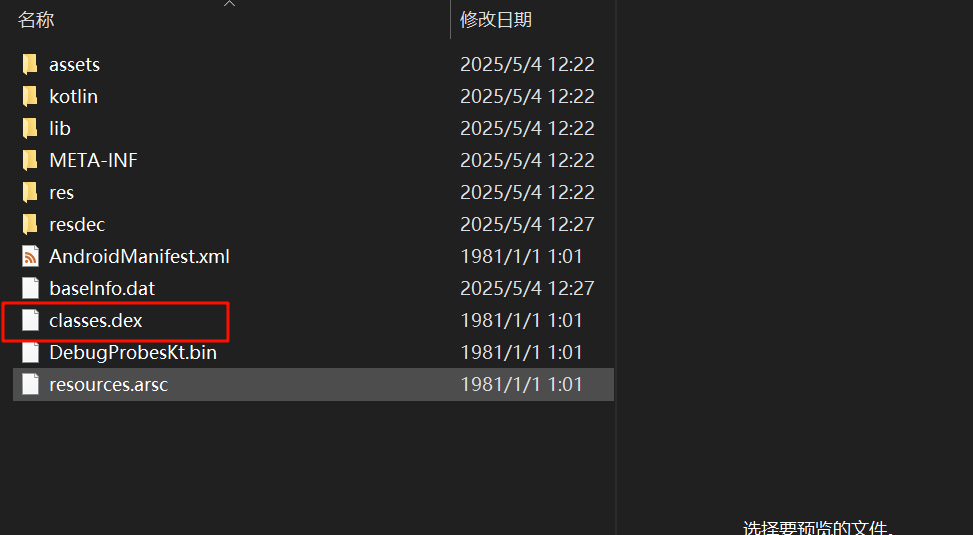 名称 修改日期
assets 2025/5/4 12:22
kotlin 2025/5/4 12:22
lib 2025/5/4 12:22
META-INF 2025/5/4 12:22
res 2025/5/4 12:22
resdec 2025/5/4 12:27
AndroidManifest.xml 1981/1/1 1:01
baseInfo.dat 2025/5/4 12:27
classes.dex 1981/1/1 1:01
DebugProbesKt.bin 1981/1/1 1:01
resources.arsc 1981/1/1 1:01
选择要预览的文件。